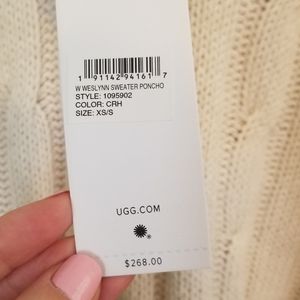 1 91142 94161 7
W WESLYNN SWEATER PONCHO
STYLE: 1095902
COLOR: CRH
SIZE: XS/S
UGG.COM
®
$268.00